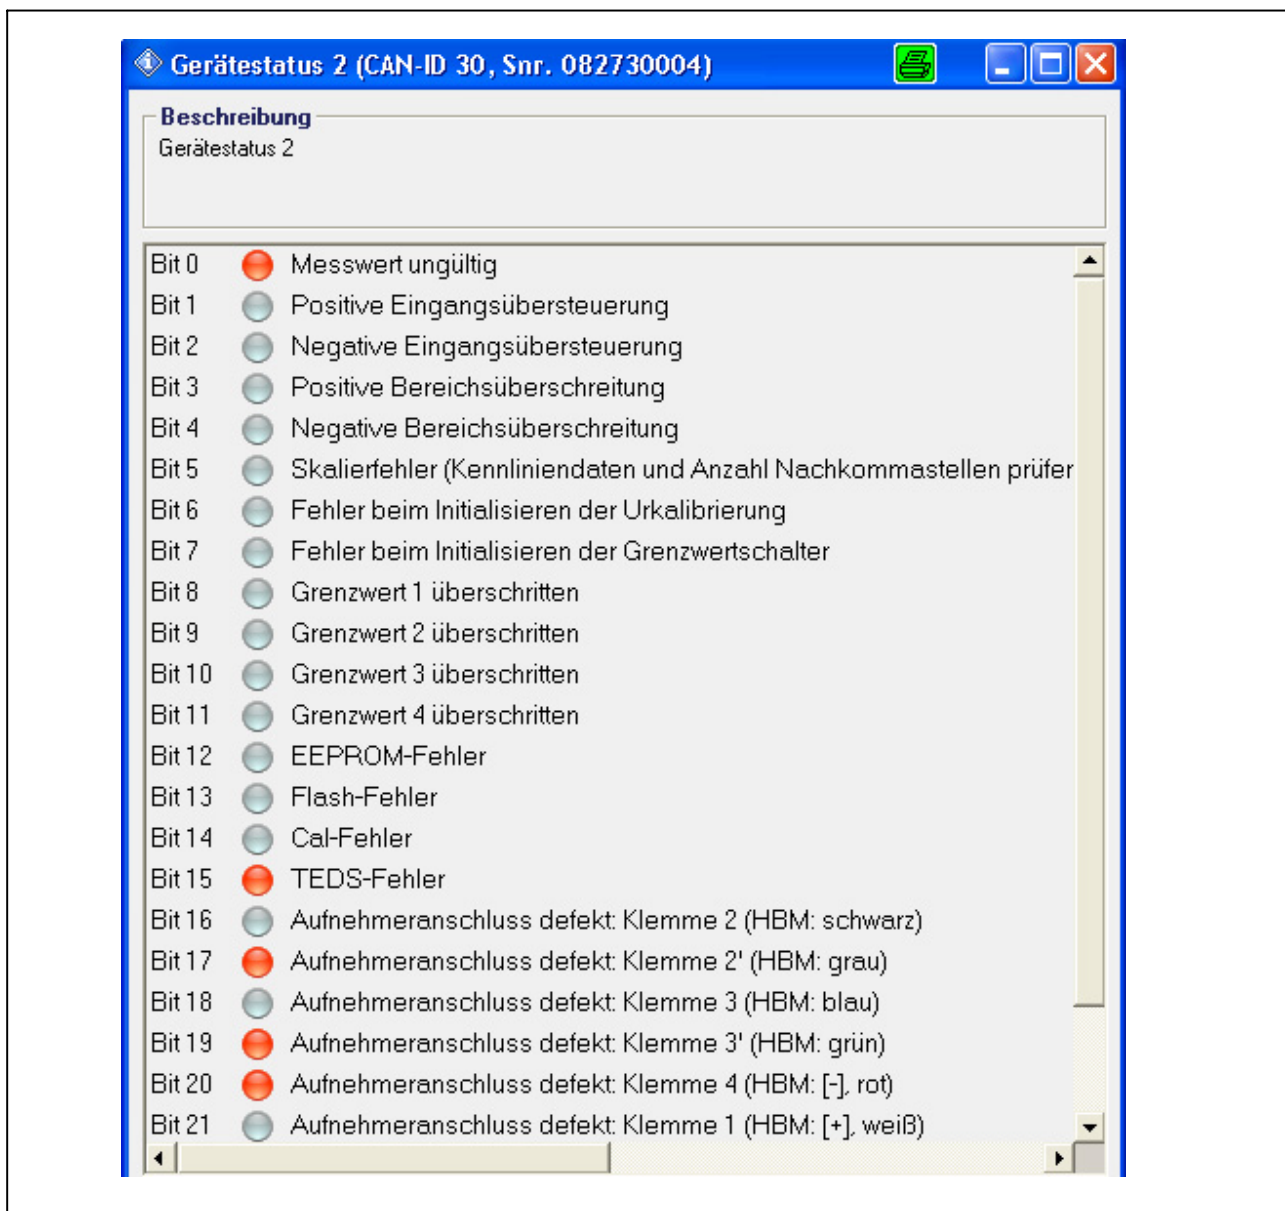 Gerätestatus 2 (CAN-ID 30, Snr. 082730004)
Beschreibung
Gerätestatus 2
Bit 0 Messwert ungültig
Bit 1 Positive Eingangsübersteuerung
Bit 2 Negative Eingangsübersteuerung
Bit 3 Positive Bereichsüberschreitung
Bit 4 Negative Bereichsüberschreitung
Bit 5 Skalierfehler (Kennliniendaten und Anzahl Nachkommastellen prüfer
Bit 6 Fehler beim Initialisieren der Urkalibrierung
Bit 7 Fehler beim Initialisieren der Grenzwertschalter
Bit 8 Grenzwert 1 überschritten
Bit 9 Grenzwert 2 überschritten
Bit 10 Grenzwert 3 überschritten
Bit 11 Grenzwert 4 überschritten
Bit 12 EEPROM-Fehler
Bit 13 Flash-Fehler
Bit 14 Cal-Fehler
Bit 15 TEDS-Fehler
Bit 16 Aufnehmeranschluss defekt: Klemme 2 (HBM: schwarz)
Bit 17 Aufnehmeranschluss defekt: Klemme 2' (HBM: grau)
Bit 18 Aufnehmeranschluss defekt: Klemme 3 (HBM: blau)
Bit 19 Aufnehmeranschluss defekt: Klemme 3' (HBM: grün)
Bit 20 Aufnehmeranschluss defekt: Klemme 4 (HBM: [-], rot)
Bit 21 Aufnehmeranschluss defekt: Klemme 1 (HBM: [+], weiß)